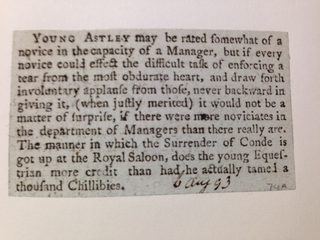 YOUNG ASTLEY may be rated somewhat of a
novice in the capacity of a Manager, but if every
novice could effect the difficult task of enforcing a
tear from the most obdurate heart, and draw forth
involuntary applause from those, never backward in
giving it, (when justly merited) it would not be a
matter of surprise, if there were more noviciates in
the department of Managers than there really are.
The manner in which the Surrender of Conde is
got up at the Royal Saloon, does the young Eques-
trian more credit than had he actually tamed a
thousand Chillibies.
6 Aug 93